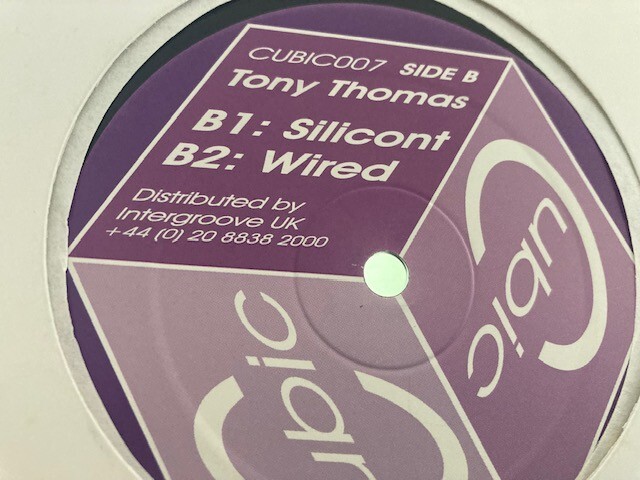 CUBIC007 SIDE B
Tony Thomas
B1: Silicont
B2: Wired
Distributed by
Intergroove UK
+44 (0) 20 8838 2000
Cubic
Cubic